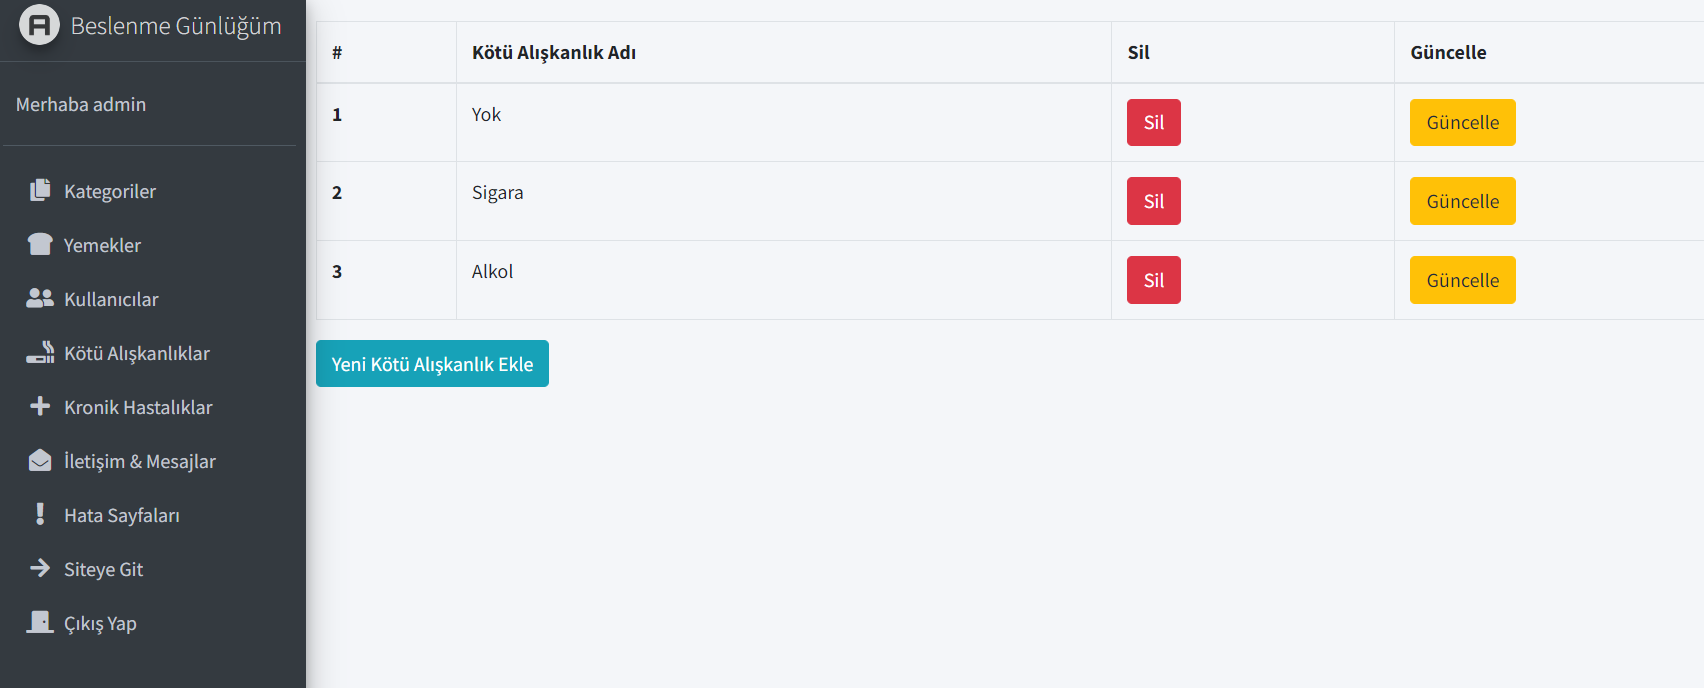 Beslenme Günlüğüm
Merhaba admin
Kategoriler
Yemekler
Kullanıcılar
Kötü Alışkanlıklar
Kronik Hastalıklar
İletişim & Mesajlar
Hata Sayfaları
Siteye Git
Çıkış Yap
# Kötü Alışkanlık Adı Sil Güncelle
1 Yok Sil Güncelle
2 Sigara Sil Güncelle
3 Alkol Sil Güncelle
Yeni Kötü Alışkanlık Ekle